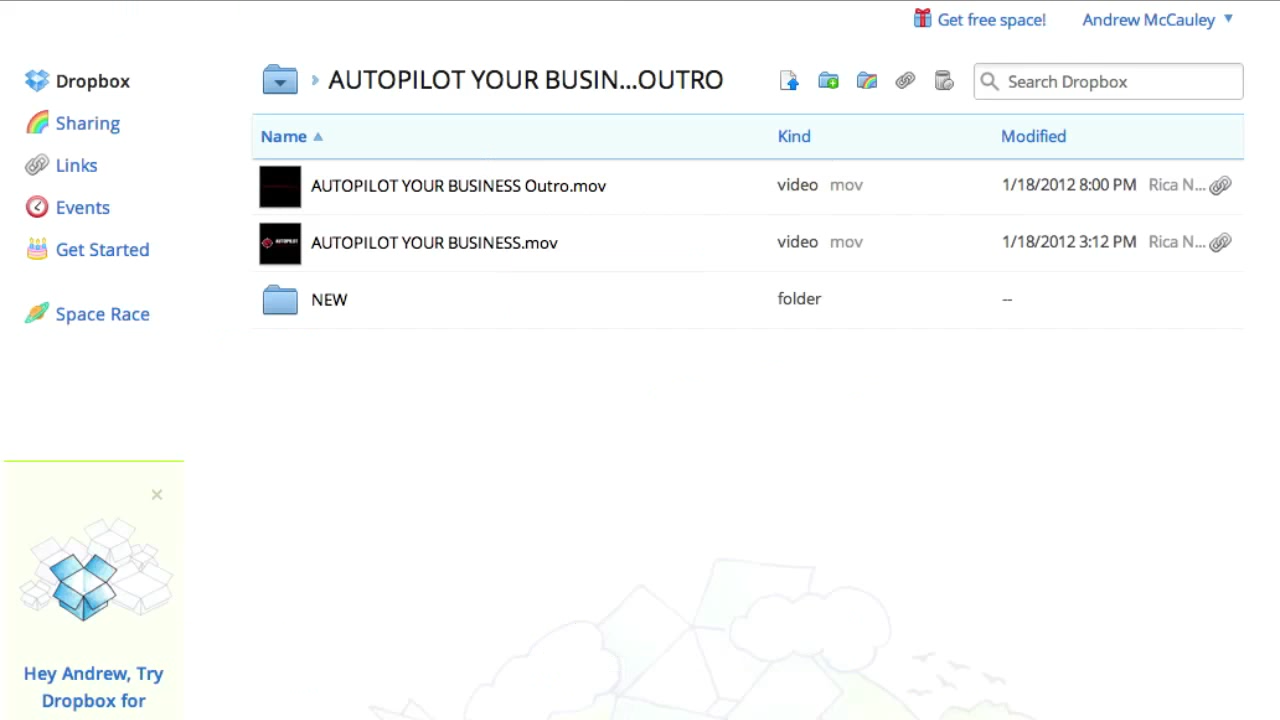 Get free space!
Andrew McCauley
Dropbox
Sharing
Links
Events
Get Started
Space Race
AUTOPILOT YOUR BUSIN...OUTRO
Search Dropbox
Name Kind Modified
AUTOPILOT YOUR BUSINESS Outro.mov video mov 1/18/2012 8:00 PM Rica N...
AUTOPILOT AUTOPILOT YOUR BUSINESS.mov video mov 1/18/2012 3:12 PM Rica N...
NEW folder --
Hey Andrew, Try
Dropbox for